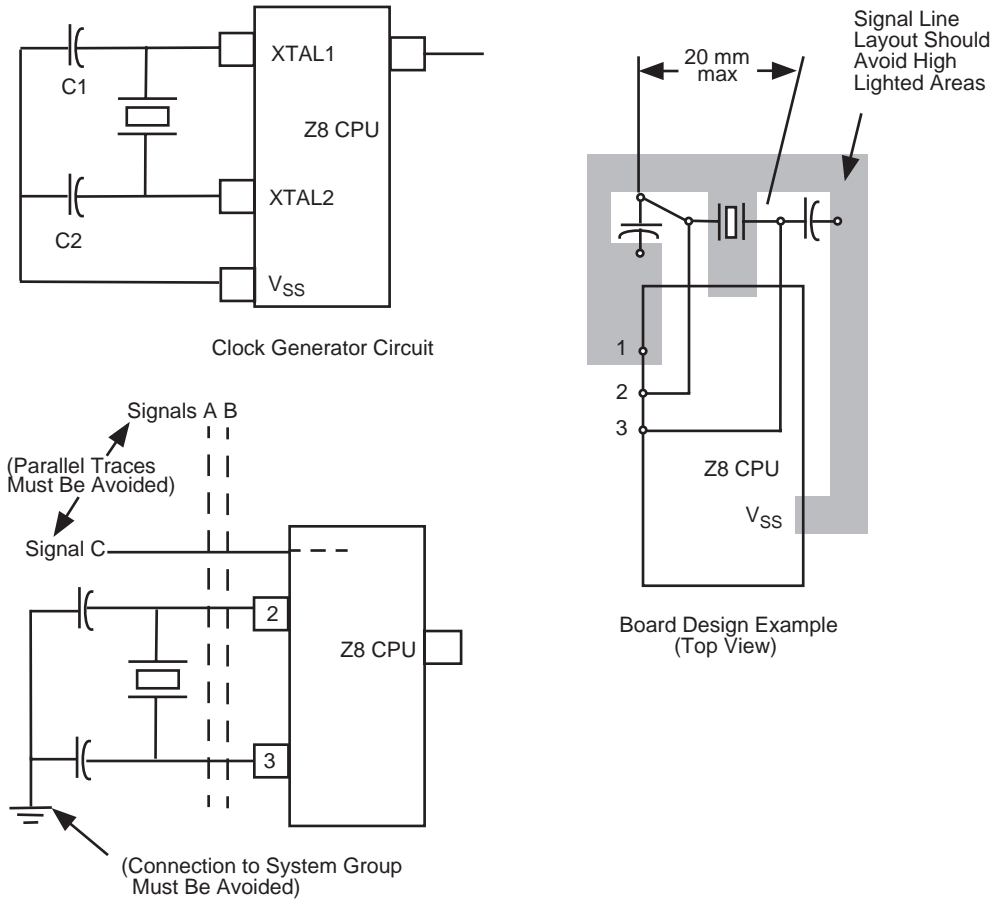 XTAL1
C1
Z8 CPU
XTAL2
C2
VSS
Clock Generator Circuit
Signal Line
Layout Should
Avoid High
Lighted Areas
20 mm
max
1
2
3
Z8 CPU
VSS
Board Design Example
(Top View)
Signals A B
(Parallel Traces
Must Be Avoided)
Signal C
2
Z8 CPU
3
(Connection to System Group
Must Be Avoided)